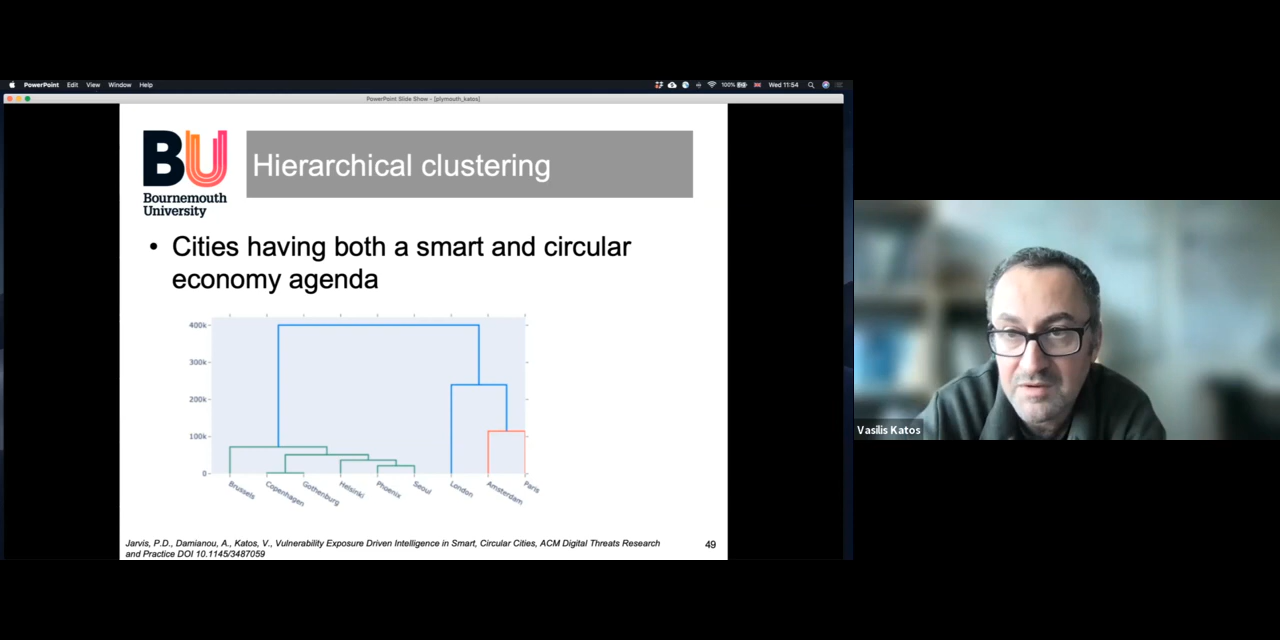 PowerPoint Edit View Window Help
100% Wed 11:54
PowerPoint Slide Show - [plymouth_katos]
BU
Bournemouth
University
Hierarchical clustering
• Cities having both a smart and circular
economy agenda
400k
300k
200k
100k
0
Brussels
Copenhagen
Gothenburg
Helsinki
Phoenix
Seoul
London
Amsterdam
Paris
Jarvis, P.D., Damianou, A., Katos, V., Vulnerability Exposure Driven Intelligence in Smart, Circular Cities, ACM Digital Threats Research
and Practice DOI 10.1145/3487059
49
Vasilis Katos